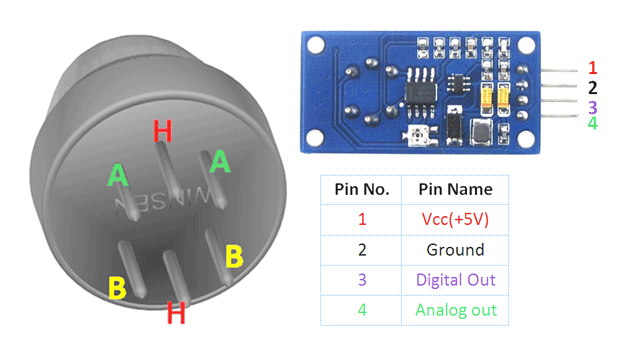 H
A
A
WINSEN
B
B
H
1
2
3
4
Pin No. Pin Name
1 Vcc(+5V)
2 Ground
3 Digital Out
4 Analog out